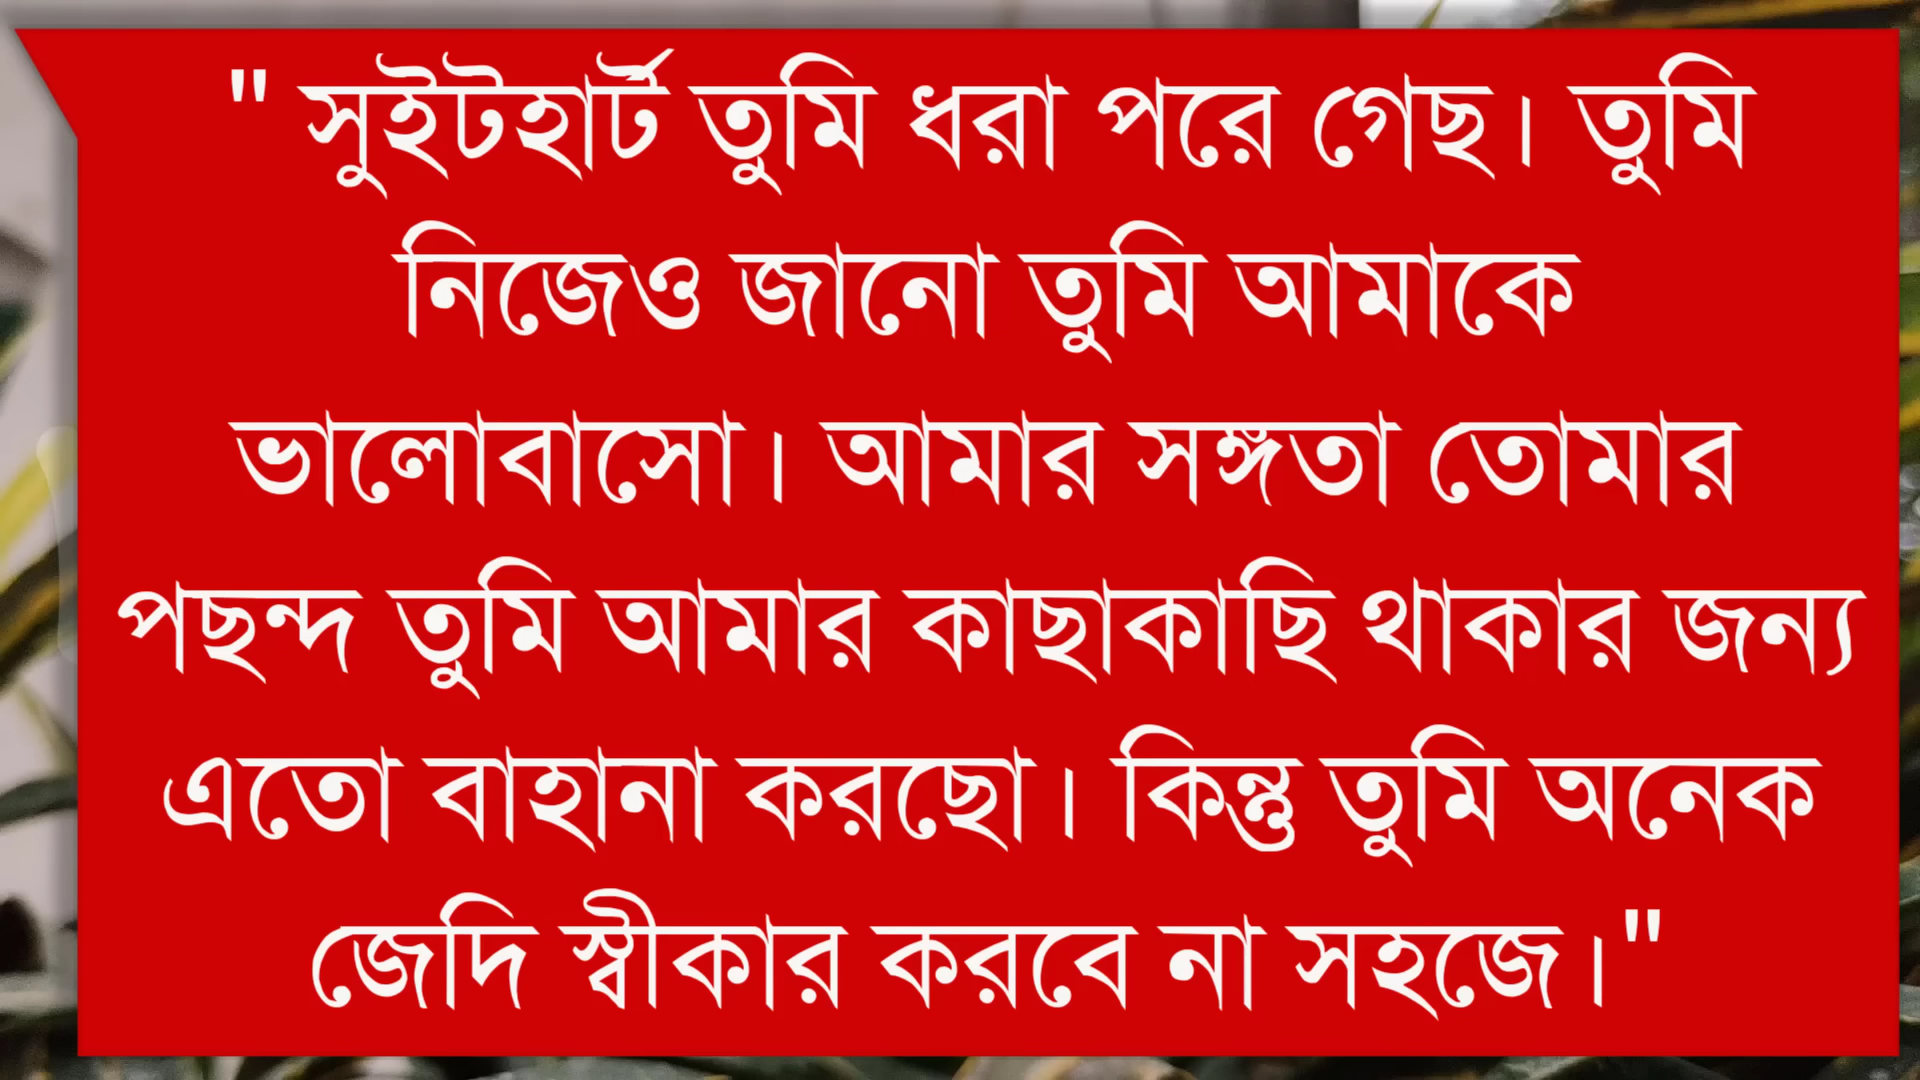 " সুইটহার্ট তুমি ধরা পরে গেছ। তুমি
নিজেও জানো তুমি আমাকে
ভালোবাসো। আমার সঙ্গতা তোমার
পছন্দ তুমি আমার কাছাকাছি থাকার জন্য
এতো বাহানা করছো। কিন্তু তুমি অনেক
জেদি স্বীকার করবে না সহজে।"